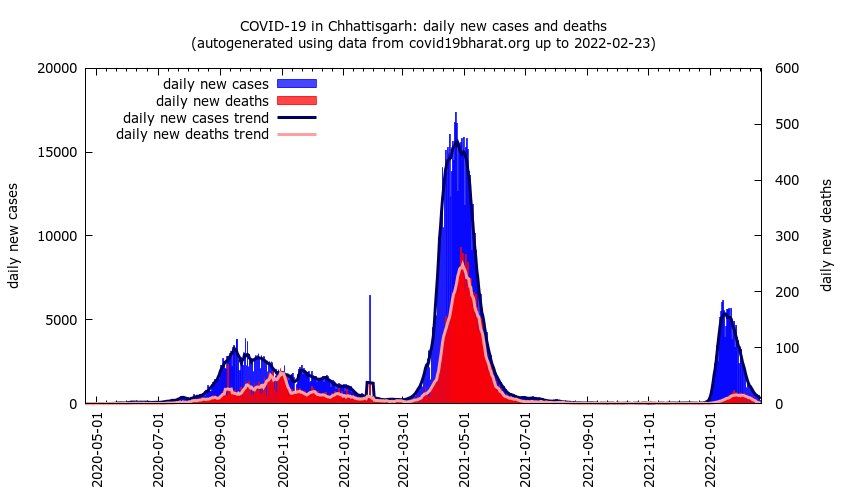 COVID-19 in Chhattisgarh: daily new cases and deaths
(autogenerated using data from covid19bharat.org up to 2022-02-23)
20000
15000
10000
5000
0
600
500
400
300
200
100
0
daily new cases
daily new deaths
daily new cases trend
daily new deaths trend
daily new cases
daily new deaths
2020-05-01
2020-07-01
2020-09-01
2020-11-01
2021-01-01
2021-03-01
2021-05-01
2021-07-01
2021-09-01
2021-11-01
2022-01-01